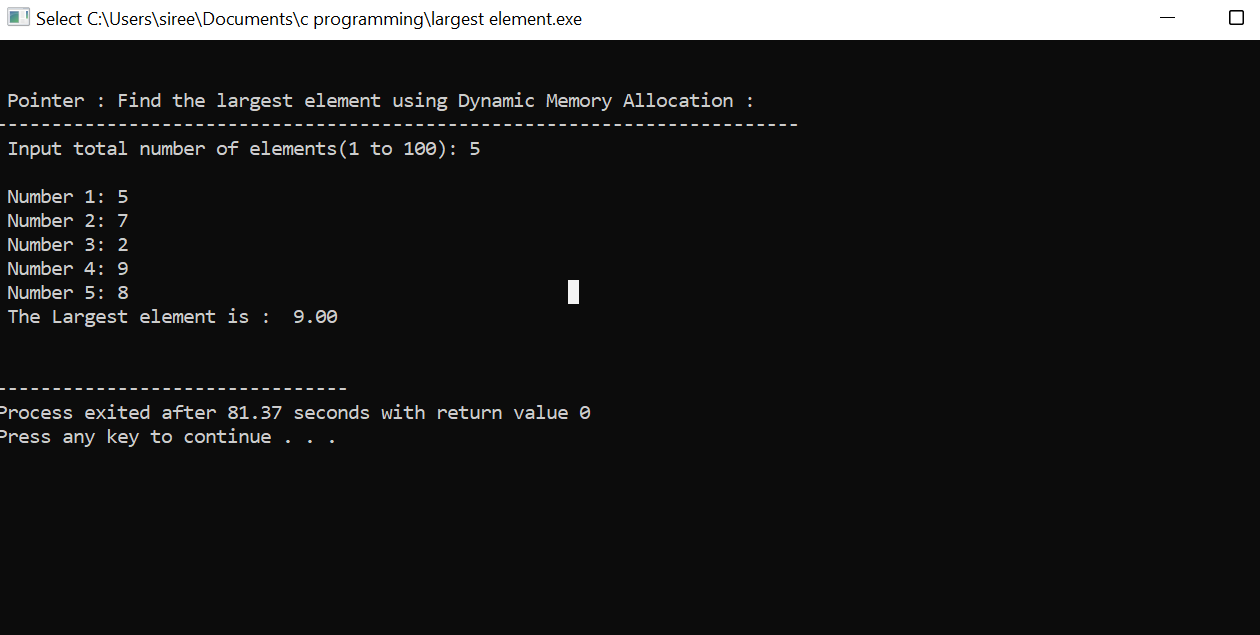 Select C:\Users\siree\Documents\c programming\largest element.exe
Pointer : Find the largest element using Dynamic Memory Allocation :
-------------------------------------------------------------------------
Input total number of elements(1 to 100): 5
Number 1: 5
Number 2: 7
Number 3: 2
Number 4: 9
Number 5: 8
The Largest element is :  9.00
--------------------------------
Process exited after 81.37 seconds with return value 0
Press any key to continue . . .